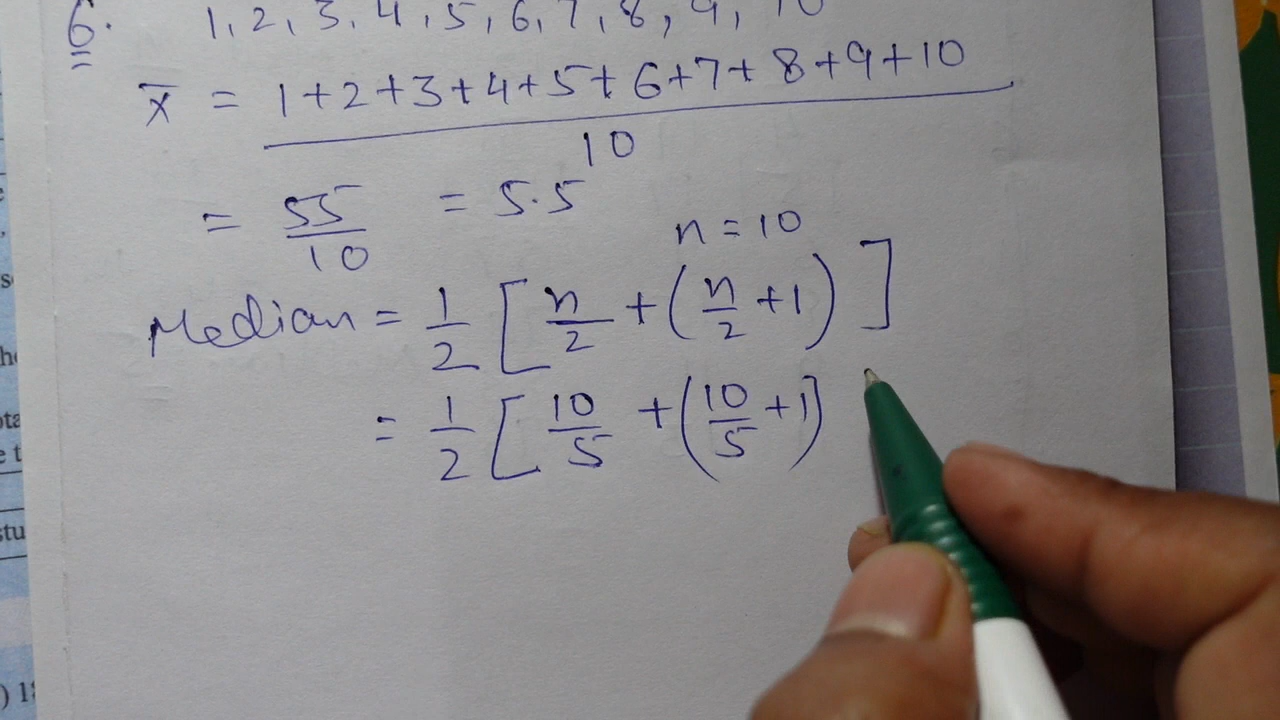 6. 1, 2, 3, 4, 5, 6, 7, 8, 9, 10
x̄ = 1+2+3+4+5+6+7+8+9+10 / 10
= 55/10 = 5.5
n = 10
Median = 1/2 [ n/2 + ( n/2 + 1 ) ]
= 1/2 [ 10/5 + ( 10/5 + 1 )